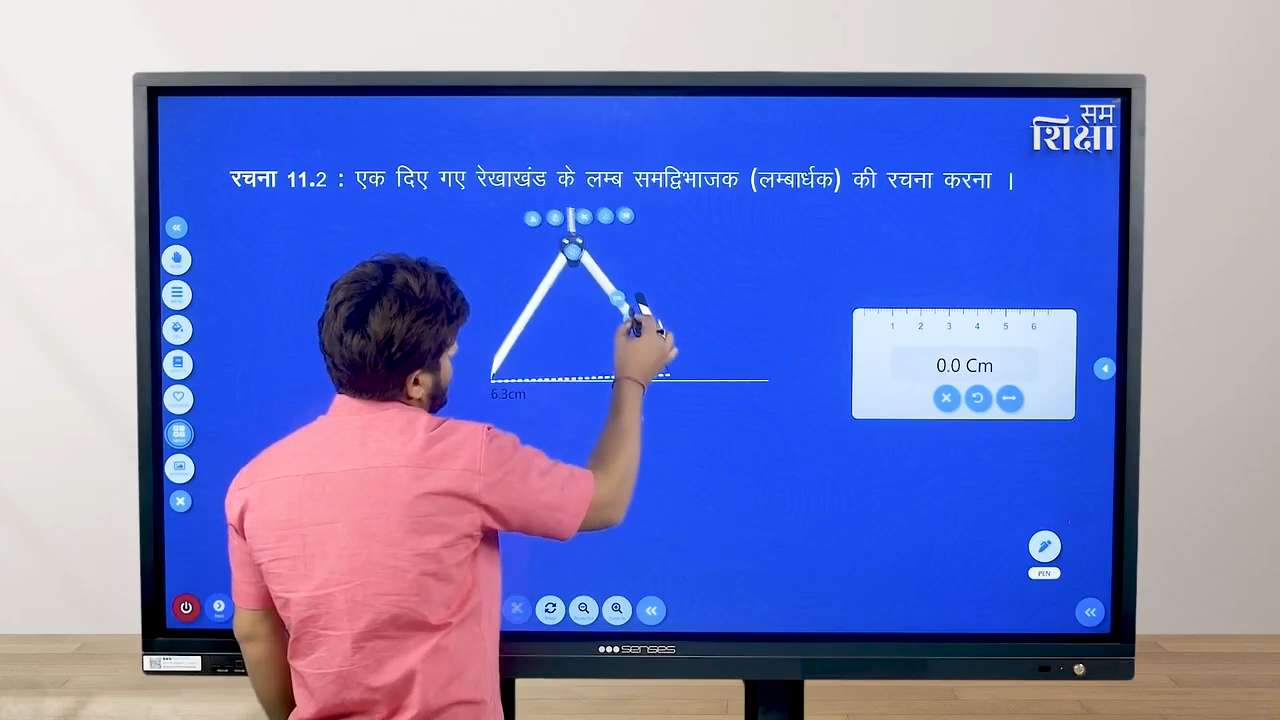 सम
शिक्षा
रचना 11.2 : एक दिए गए रेखाखंड के लम्ब समद्विभाजक (लम्बार्धक) की रचना करना ।
1 2 3 4 5 6
0.0 Cm
6.3cm
PEN
Next
senses